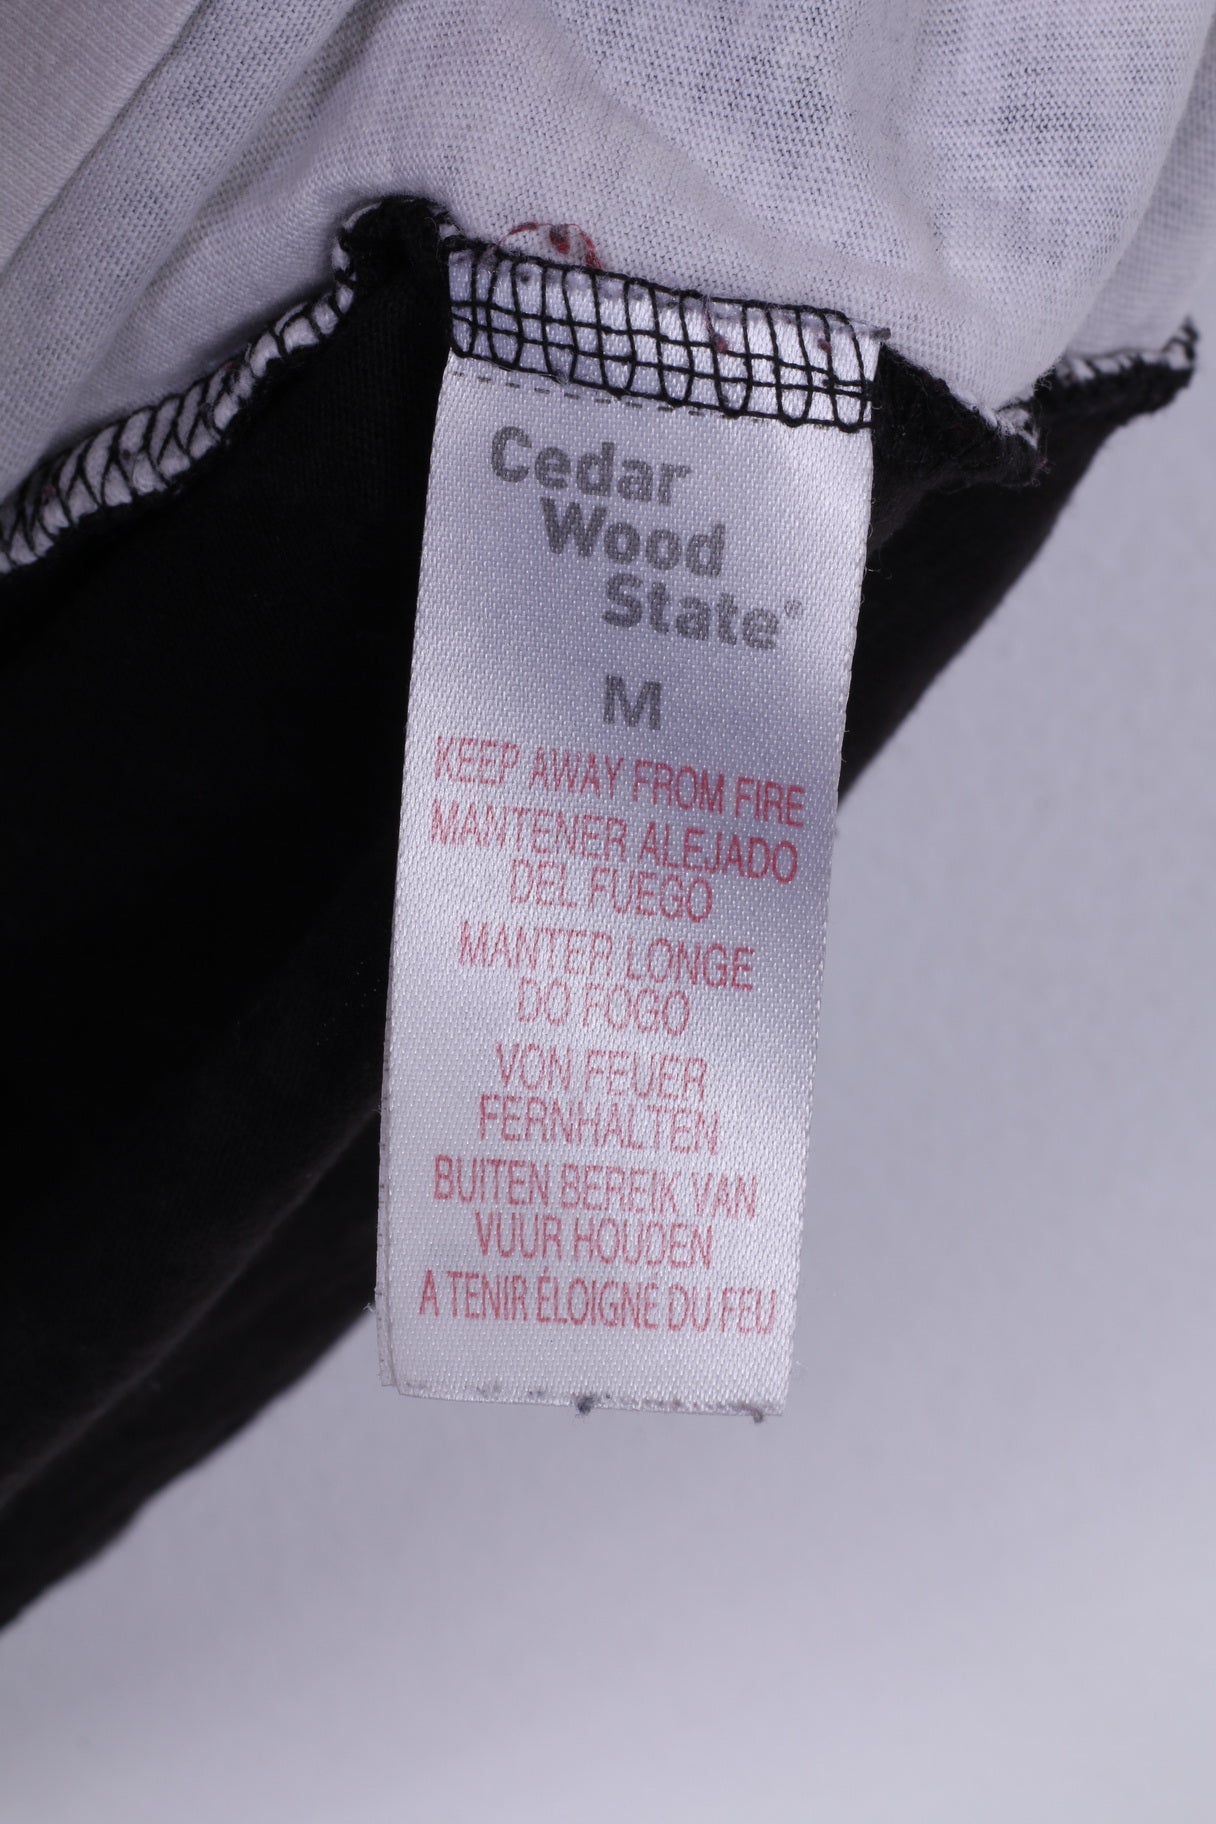 Cedar
Wood
State®
M
KEEP AWAY FROM FIRE
MANTENER ALEJADO
DEL FUEGO
MANTER LONGE
DO FOGO
VON FEUER
FERNHALTEN
BUITEN BEREIK VAN
VUUR HOUDEN
A TENIR ÉLOIGNÉ DU FEU